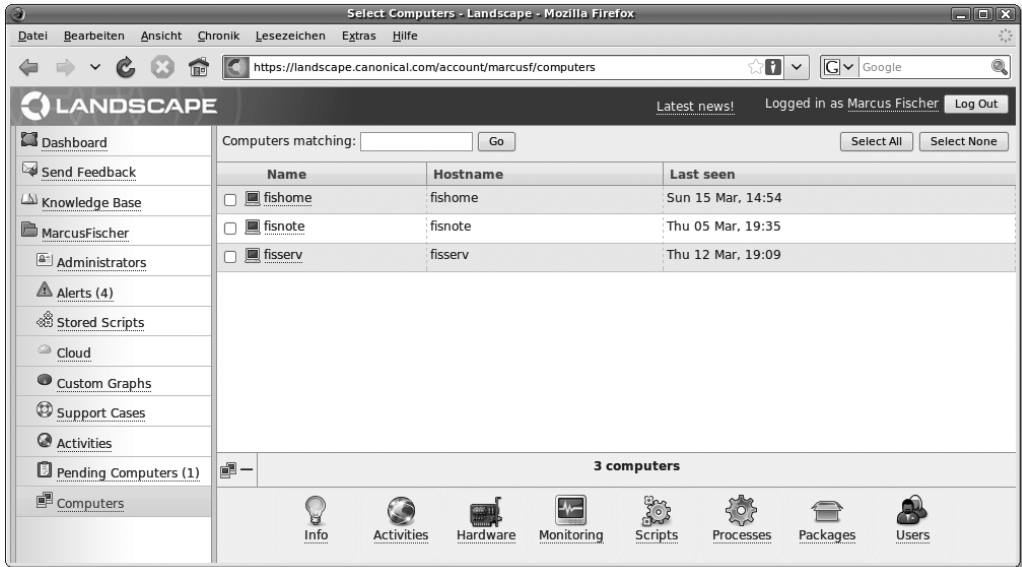 Select Computers - Landscape - Mozilla Firefox
Datei Bearbeiten Ansicht Chronik Lesezeichen Extras Hilfe
https://landscape.canonical.com/account/marcusf/computers
G Google
LANDSCAPE
Latest news! Logged in as Marcus Fischer Log Out
Dashboard
Send Feedback
Knowledge Base
MarcusFischer
Administrators
Alerts (4)
Stored Scripts
Cloud
Custom Graphs
Support Cases
Activities
Pending Computers (1)
Computers
Computers matching: Go Select All Select None
Name Hostname Last seen
fishome fishome Sun 15 Mar, 14:54
fisnote fisnote Thu 05 Mar, 19:35
fisserv fisserv Thu 12 Mar, 19:09
3 computers
Info Activities Hardware Monitoring Scripts Processes Packages Users